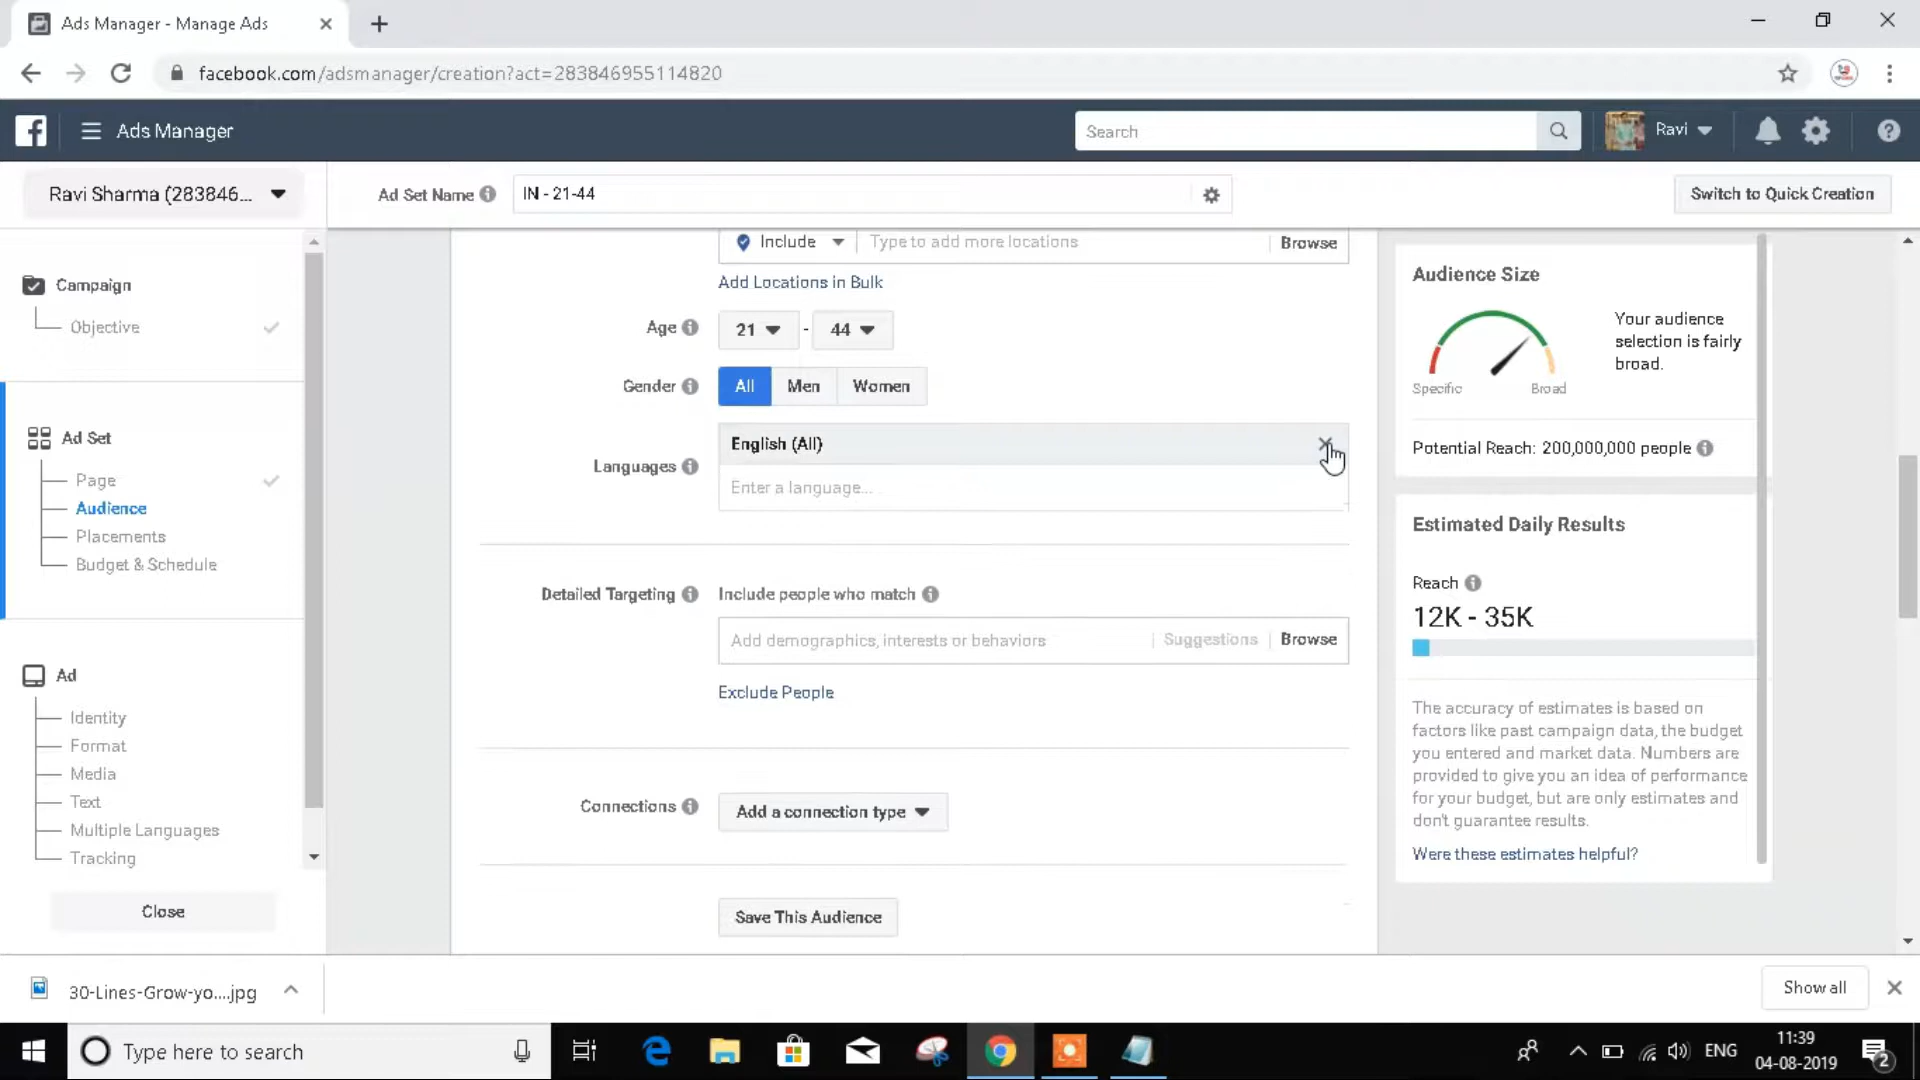 Ads Manager - Manage Ads
facebook.com/adsmanager/creation?act=283846955114820
Ads Manager
Search
Ravi
Ravi Sharma (283846...
Ad Set Name
IN - 21-44
Switch to Quick Creation
Campaign
Objective
Ad Set
Page
Audience
Placements
Budget & Schedule
Ad
Identity
Format
Media
Text
Multiple Languages
Tracking
Close
Include
Type to add more locations
Browse
Add Locations in Bulk
Age
21
-
44
Gender
All
Men
Women
Languages
English (All)
Enter a language...
Detailed Targeting
Include people who match
Add demographics, interests or behaviors
Suggestions
Browse
Exclude People
Connections
Add a connection type
Save This Audience
Audience Size
Your audience
selection is fairly
broad.
Specific
Broad
Potential Reach: 200,000,000 people
Estimated Daily Results
Reach
12K - 35K
The accuracy of estimates is based on
factors like past campaign data, the budget
you entered and market data. Numbers are
provided to give you an idea of performance
for your budget, but are only estimates and
don't guarantee results.
Were these estimates helpful?
30-Lines-Grow-yo....jpg
Show all
Type here to search
ENG
11:39
04-08-2019
2